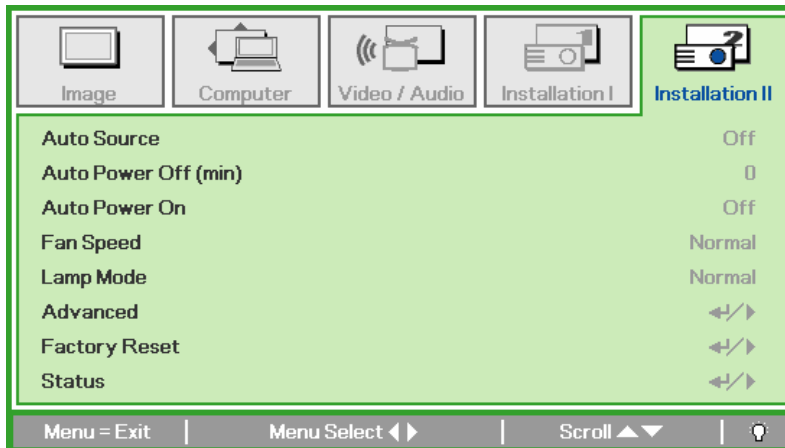 Image Computer Video / Audio Installation I Installation II
Auto Source Off
Auto Power Off (min) 0
Auto Power On Off
Fan Speed Normal
Lamp Mode Normal
Advanced
Factory Reset
Status
Menu = Exit Menu Select Scroll